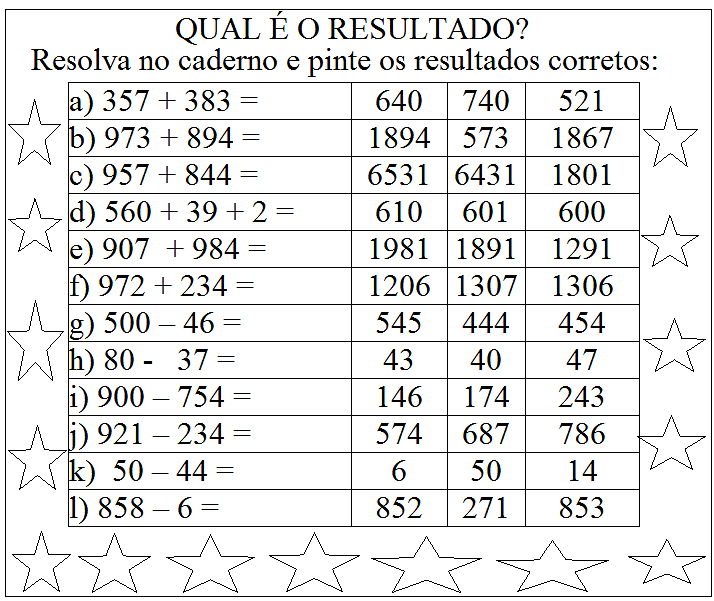 QUAL É O RESULTADO?
Resolva no caderno e pinte os resultados corretos:
a) 357 + 383 = 640 740 521
b) 973 + 894 = 1894 573 1867
c) 957 + 844 = 6531 6431 1801
d) 560 + 39 + 2 = 610 601 600
e) 907 + 984 = 1981 1891 1291
f) 972 + 234 = 1206 1307 1306
g) 500 – 46 = 545 444 454
h) 80 - 37 = 43 40 47
i) 900 – 754 = 146 174 243
j) 921 – 234 = 574 687 786
k) 50 – 44 = 6 50 14
l) 858 – 6 = 852 271 853